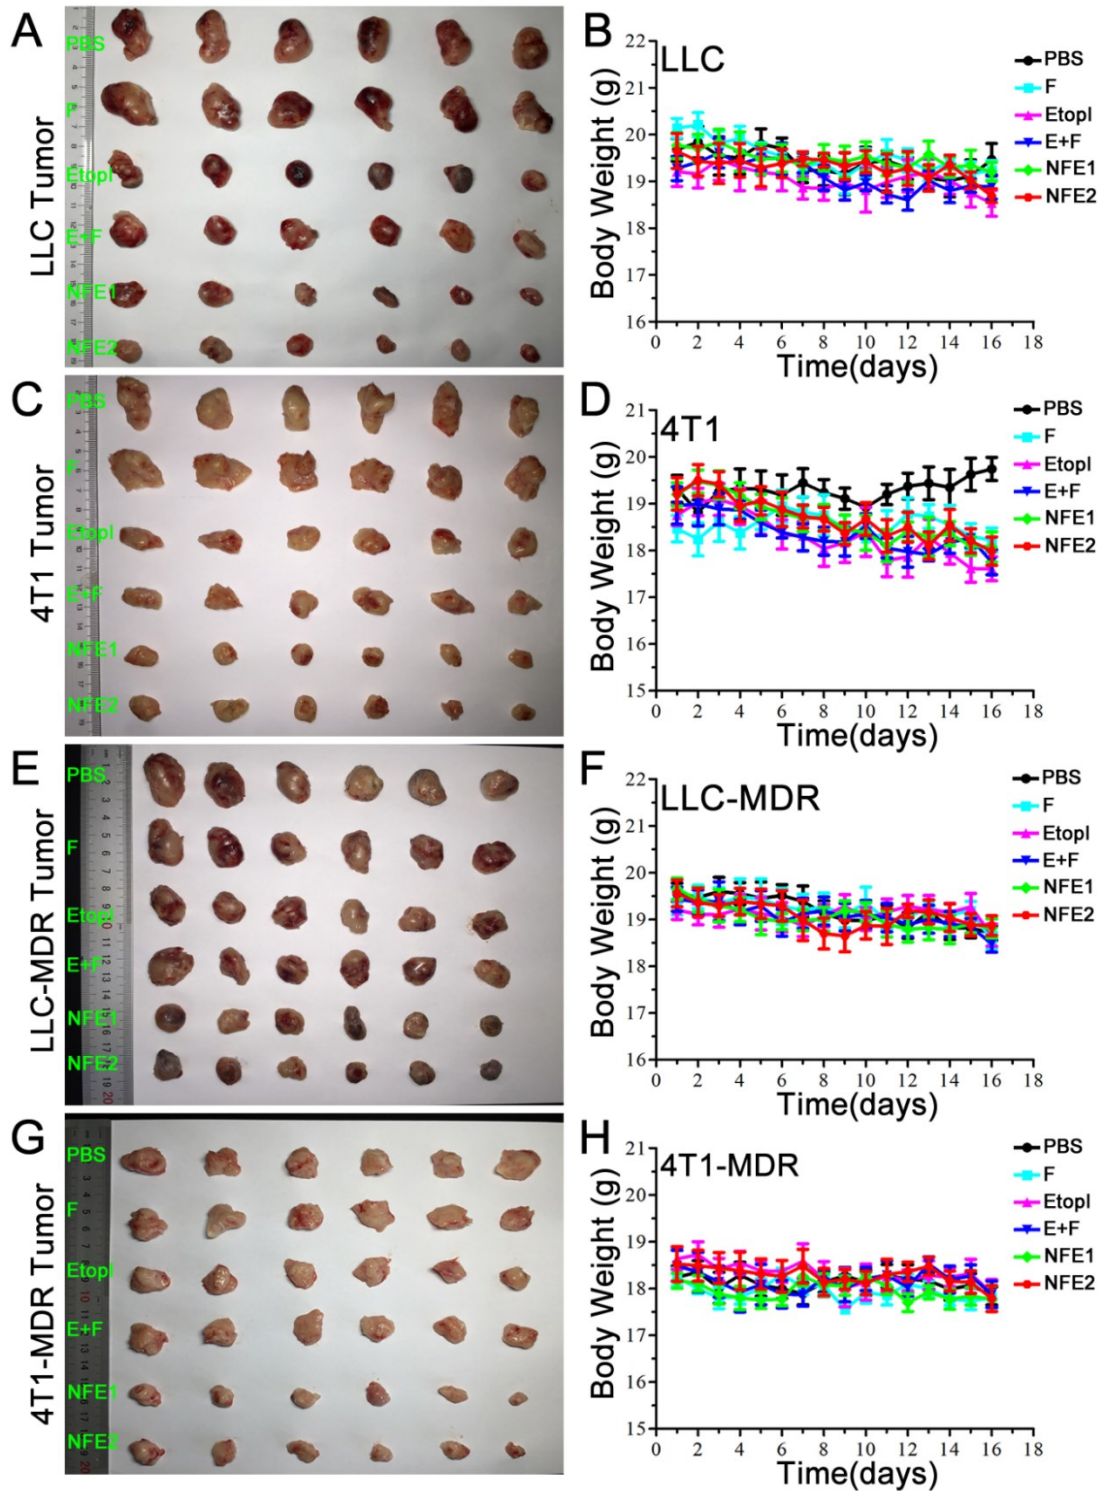 A
LLC Tumor
PBS
F
Etopl
E+F
NFE1
NFE2
B
LLC
Body Weight (g)
22
21
20
19
18
17
16
0 2 4 6 8 10 12 14 16 18
Time(days)
PBS
F
Etopl
E+F
NFE1
NFE2
C
4T1 Tumor
PBS
F
Etopl
E+F
NFE1
NFE2
D
4T1
Body Weight (g)
21
20
19
18
17
16
15
0 2 4 6 8 10 12 14 16 18
Time(days)
PBS
F
Etopl
E+F
NFE1
NFE2
E
LLC-MDR Tumor
PBS
F
Etopl
E+F
NFE1
NFE2
F
LLC-MDR
Body Weight (g)
22
21
20
19
18
17
16
0 2 4 6 8 10 12 14 16 18
Time(days)
PBS
F
Etopl
E+F
NFE1
NFE2
G
4T1-MDR Tumor
PBS
F
Etopl
E+F
NFE1
NFE2
H
4T1-MDR
Body Weight (g)
21
20
19
18
17
16
15
0 2 4 6 8 10 12 14 16 18
Time(days)
PBS
F
Etopl
E+F
NFE1
NFE2